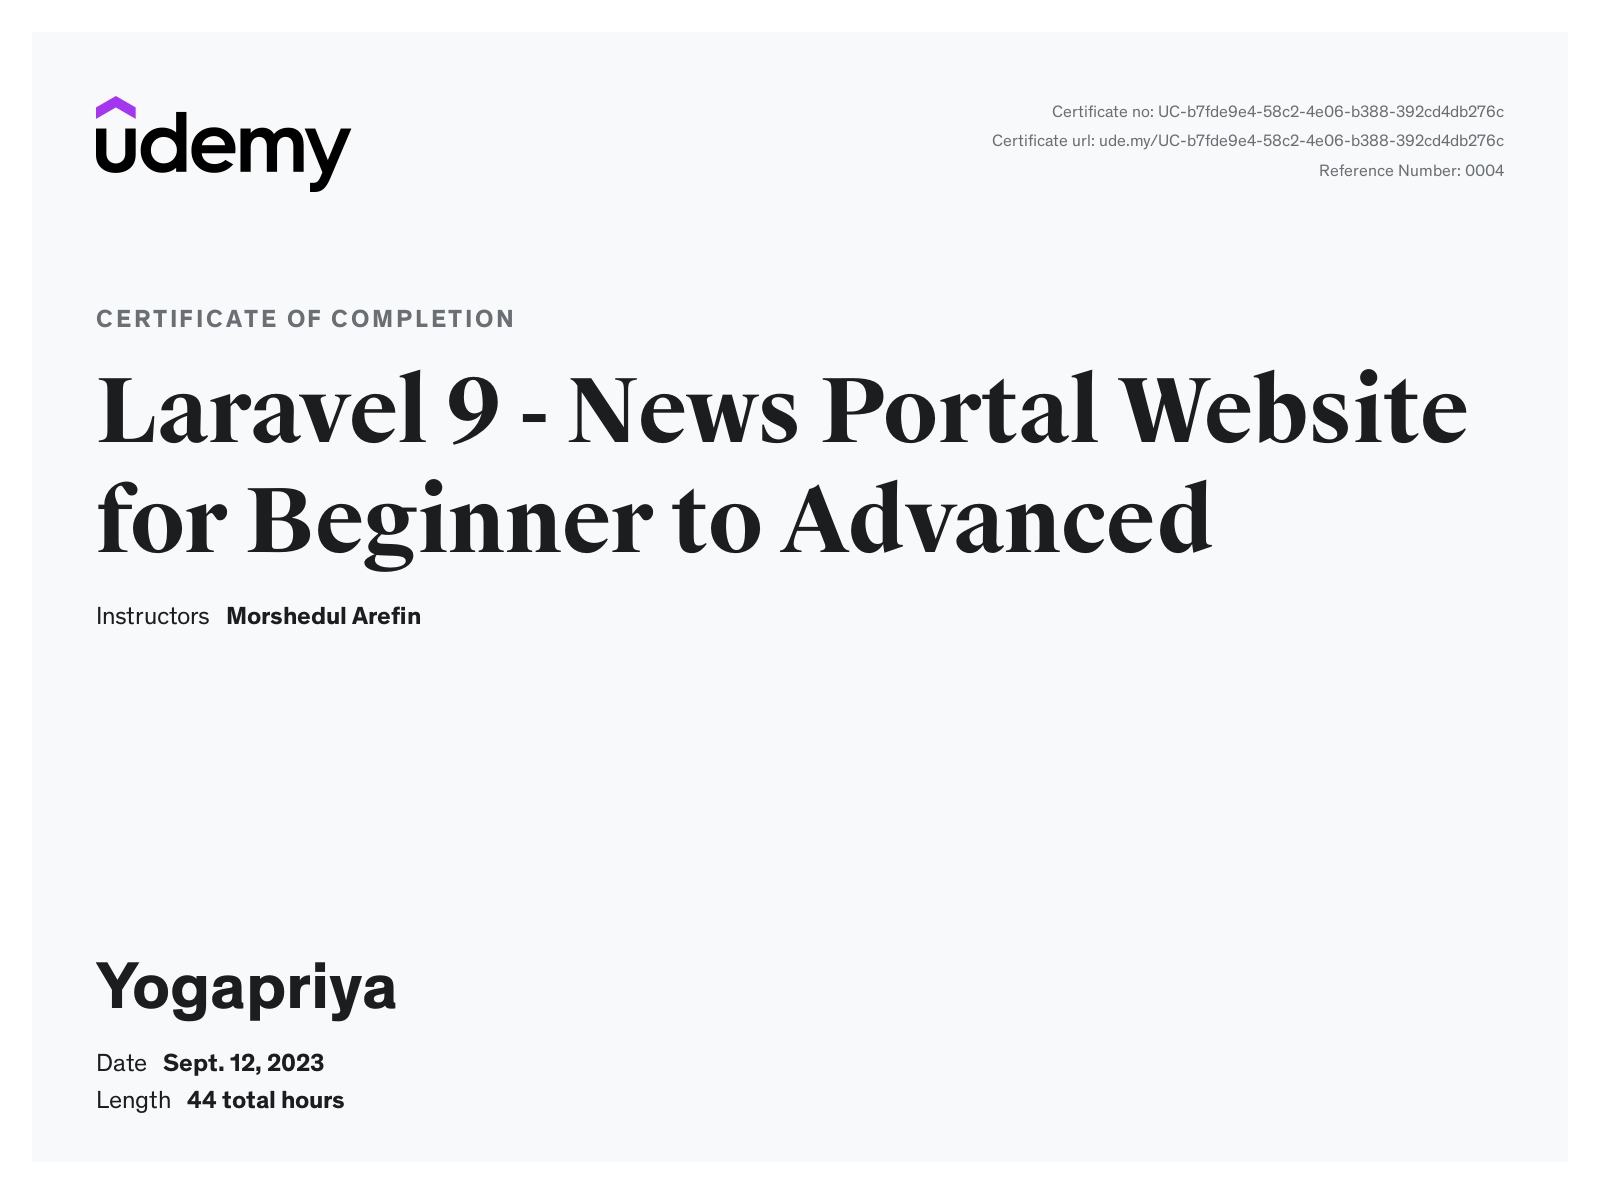 udemy
Certificate no: UC-b7fde9e4-58c2-4e06-b388-392cd4db276c
Certificate url: ude.my/UC-b7fde9e4-58c2-4e06-b388-392cd4db276c
Reference Number: 0004
CERTIFICATE OF COMPLETION
Laravel 9 - News Portal Website
for Beginner to Advanced
Instructors Morshedul Arefin
Yogapriya
Date Sept. 12, 2023
Length 44 total hours